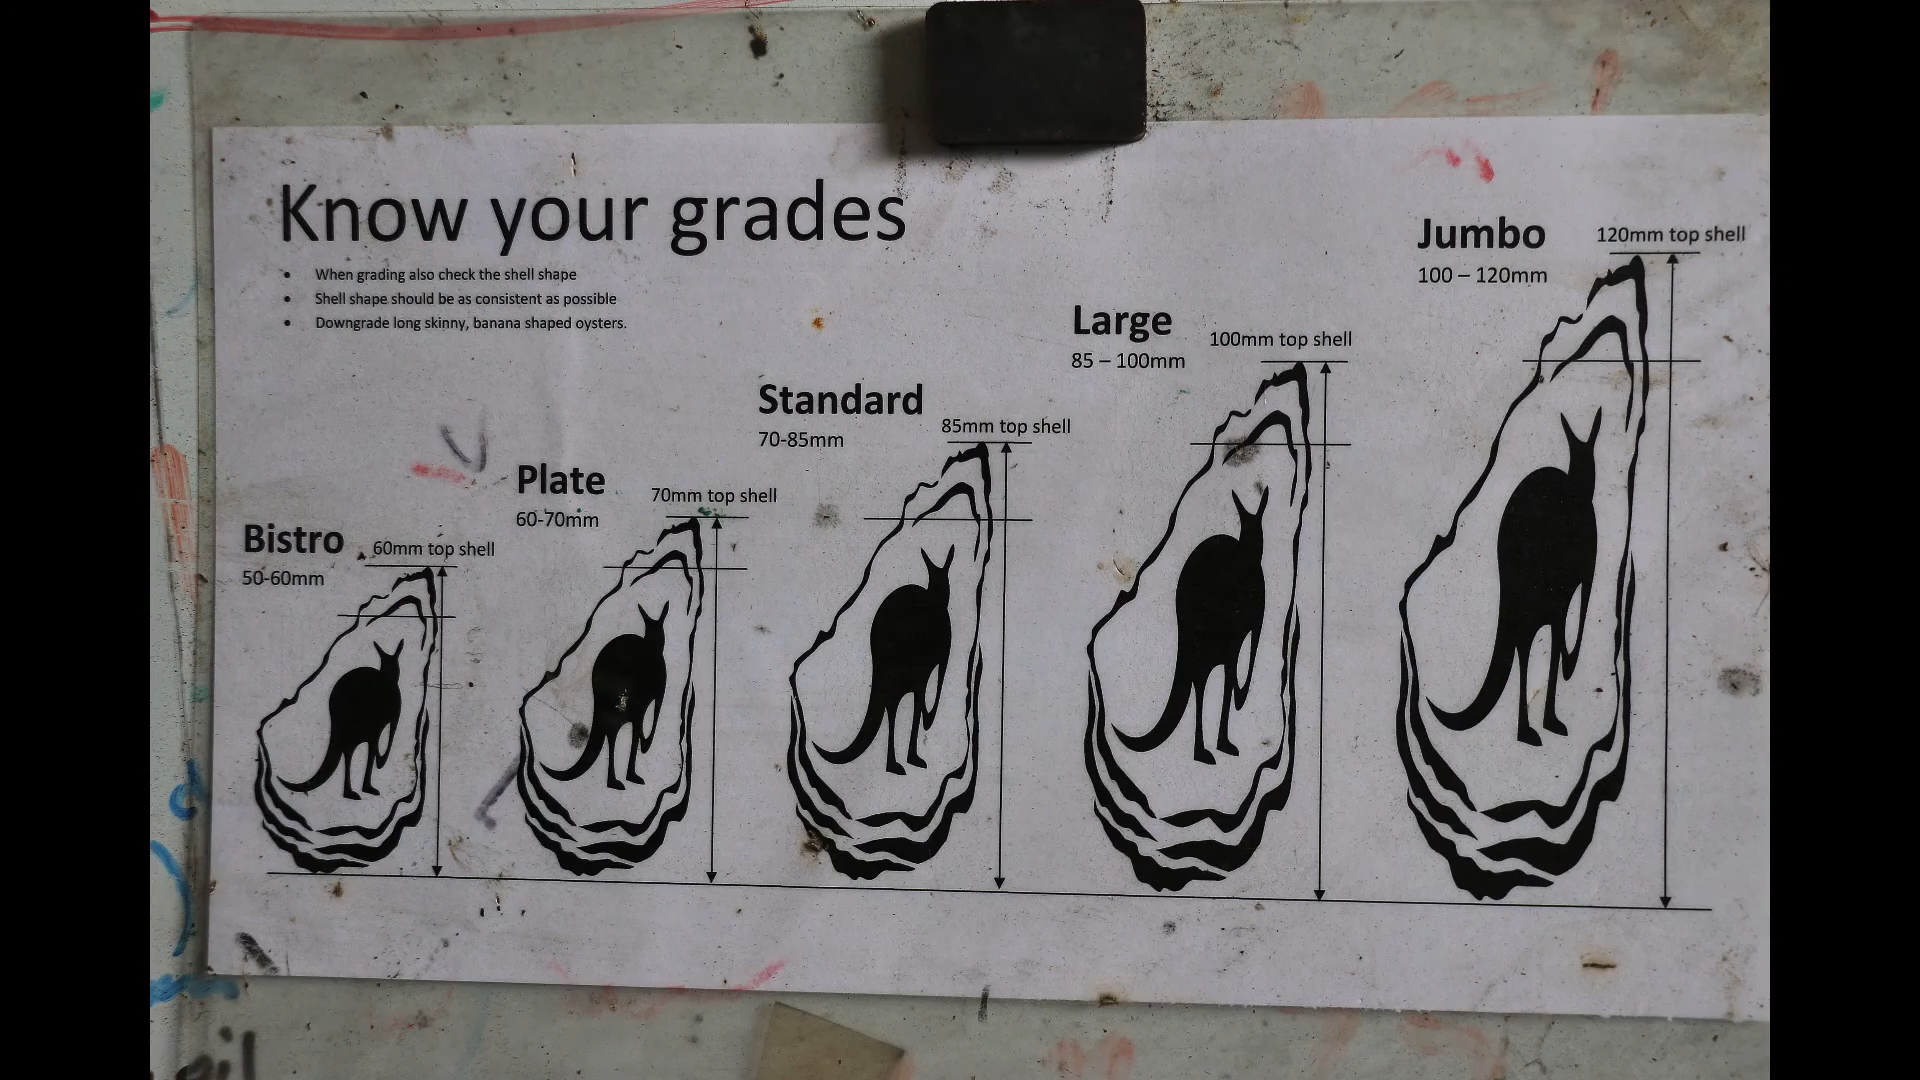 Know your grades
• When grading also check the shell shape
• Shell shape should be as consistent as possible
• Downgrade long skinny, banana shaped oysters.
Bistro
50-60mm
60mm top shell
Plate
60-70mm
70mm top shell
Standard
70-85mm
85mm top shell
Large
85 – 100mm
100mm top shell
Jumbo
100 – 120mm
120mm top shell